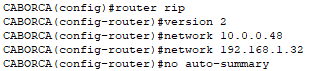 CABORCA(config)#router rip
CABORCA(config-router)#version 2
CABORCA(config-router)#network 10.0.0.48
CABORCA(config-router)#network 192.168.1.32
CABORCA(config-router)#no auto-summary